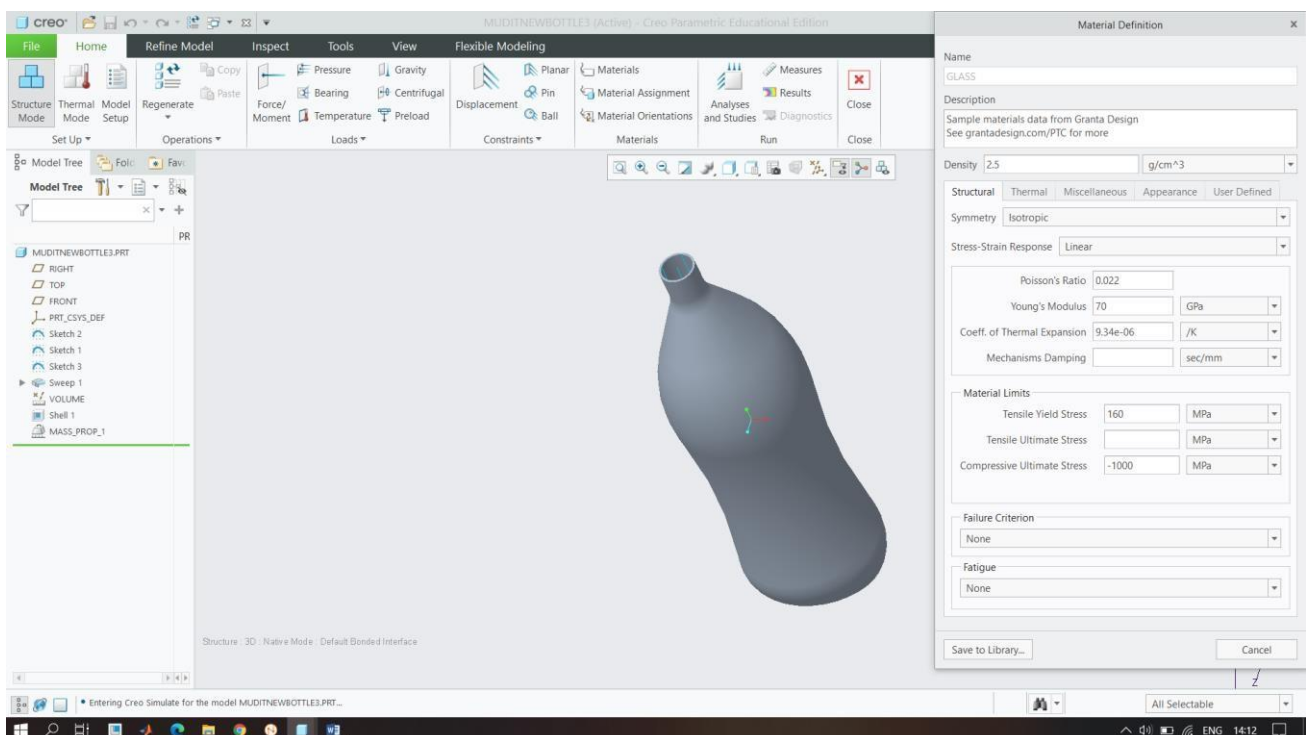 creo®
MUDITNEWBOTTLE3 (Active) - Creo Parametric Educational Edition
File Home Refine Model Inspect Tools View Flexible Modeling
Structure Mode
Thermal Mode
Model Setup
Set Up
Regenerate
Copy
Paste
Operations
Force/ Moment
Pressure
Bearing
Temperature
Gravity
Centrifugal
Preload
Loads
Displacement
Planar
Pin
Ball
Constraints
Materials
Material Assignment
Material Orientations
Materials
Analyses and Studies
Measures
Results
Diagnostics
Run
Close
Close
Model Tree Folc Favc
Model Tree
PR
MUDITNEWBOTTLE3.PRT
RIGHT
TOP
FRONT
PRT_CSYS_DEF
Sketch 2
Sketch 1
Sketch 3
Sweep 1
VOLUME
Shell 1
MASS_PROP_1
Structure : 3D : Native Mode : Default Bonded Interface
Material Definition
Name
GLASS
Description
Sample materials data from Granta Design
See grantadesign.com/PTC for more
Density 2.5 g/cm^3
Structural Thermal Miscellaneous Appearance User Defined
Symmetry Isotropic
Stress-Strain Response Linear
Poisson's Ratio 0.022
Young's Modulus 70 GPa
Coeff. of Thermal Expansion 9.34e-06 /K
Mechanisms Damping sec/mm
Material Limits
Tensile Yield Stress 160 MPa
Tensile Ultimate Stress MPa
Compressive Ultimate Stress -1000 MPa
Failure Criterion
None
Fatigue
None
Save to Library... Cancel
z
• Entering Creo Simulate for the model MUDITNEWBOTTLE3.PRT...
All Selectable
ENG 14:12